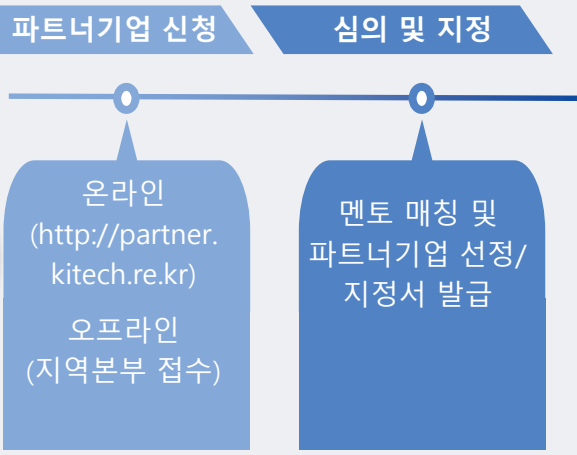 파트너기업 신청
심의 및 지정
온라인
(http://partner.
kitech.re.kr)
오프라인
(지역본부 접수)
멘토 매칭 및
파트너기업 선정/
지정서 발급